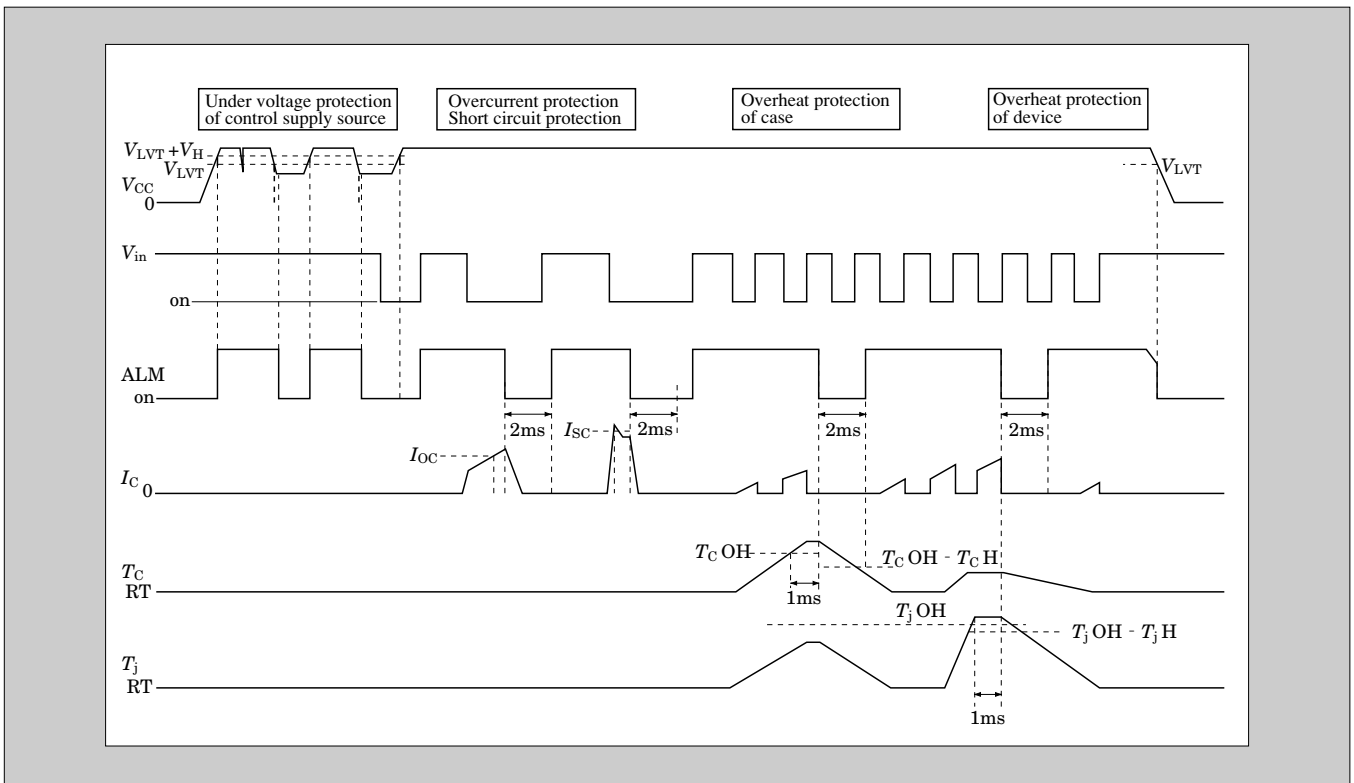 Under voltage protection
of control supply source
Overcurrent protection
Short circuit protection
Overheat protection
of case
Overheat protection
of device
VLVT+VH
VLVT
VCC
0
VLVT
Vin
on
ALM
on
2ms
2ms
2ms
2ms
ISC
IOC
IC 0
TC OH
TC OH - TC H
TC
RT
1ms
Tj OH
Tj OH - Tj H
Tj
RT
1ms